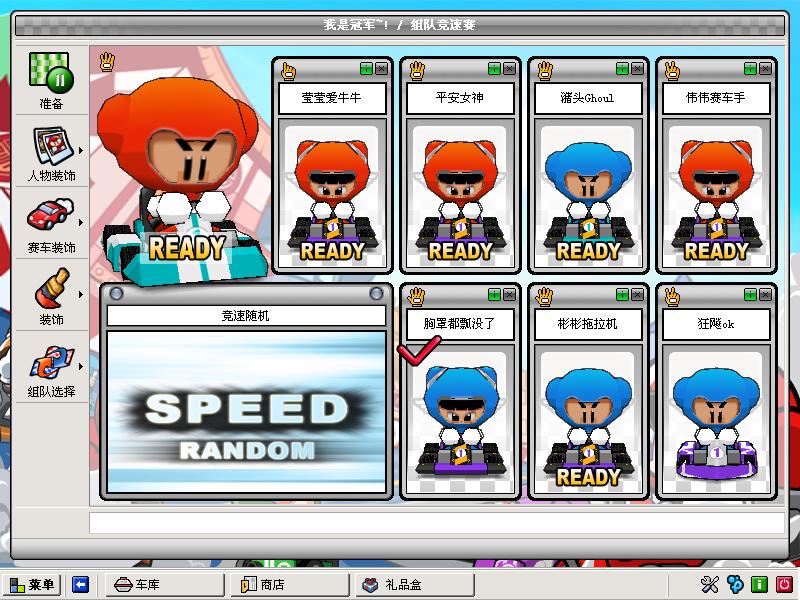 我是冠军~! / 组队竞速赛
准备
人物装饰
赛车装饰
装饰
组队选择
READY
莹莹爱牛牛
READY
平安女神
READY
猪头Ghoul
READY
伟伟赛车手
READY
竞速随机
SPEED
RANDOM
胸罩都飘没了
彬彬拖拉机
READY
狂飚ok
菜单
车库
商店
礼品盒